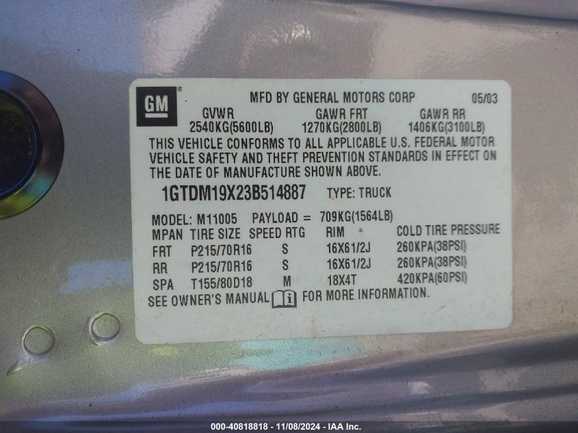 GM
MFD BY GENERAL MOTORS CORP 05/03
GVWR GAWR FRT GAWR RR
2540KG(5600LB) 1270KG(2800LB) 1406KG(3100LB)
THIS VEHICLE CONFORMS TO ALL APPLICABLE U.S. FEDERAL MOTOR
VEHICLE SAFETY AND THEFT PREVENTION STANDARDS IN EFFECT ON
THE DATE OF MANUFACTURE SHOWN ABOVE.
1GTDM19X23B514887 TYPE: TRUCK
MODEL: M11005 PAYLOAD = 709KG(1564LB)
MPAN TIRE SIZE SPEED RTG RIM COLD TIRE PRESSURE
FRT P215/70R16 S 16X61/2J 260KPA(38PSI)
RR P215/70R16 S 16X61/2J 260KPA(38PSI)
SPA T155/80D18 M 18X4T 420KPA(60PSI)
SEE OWNER'S MANUAL FOR MORE INFORMATION.
000-40818818 - 11/08/2024 - IAA Inc.